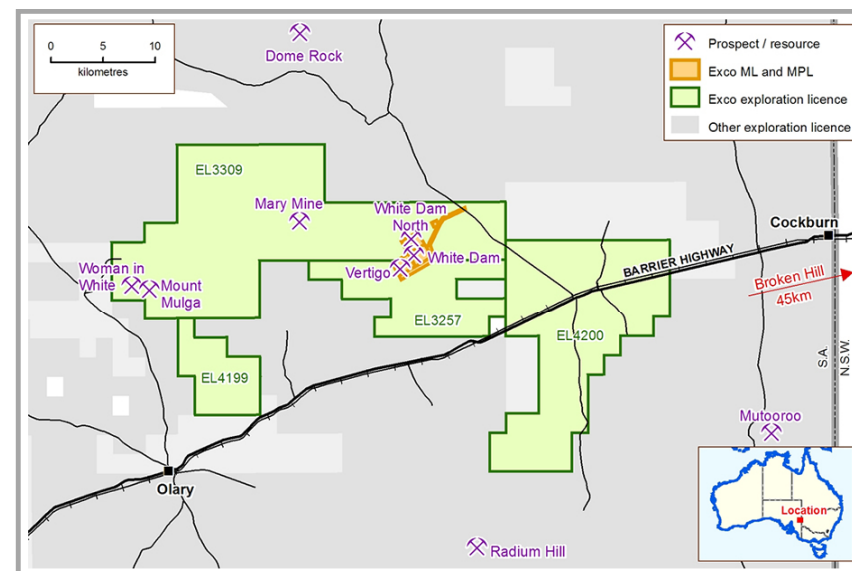 0 5 10
kilometres
Dome Rock
Prospect / resource
Exco ML and MPL
Exco exploration licence
Other exploration licence
EL3309
Mary Mine
White Dam
North
White Dam
Vertigo
Woman in
White
Mount
Mulga
Cockburn
BARRIER HIGHWAY
Broken Hill
45km
EL3257
EL4200
EL4199
S.A.
N.S.W.
Mutooroo
Olary
Radium Hill
Location